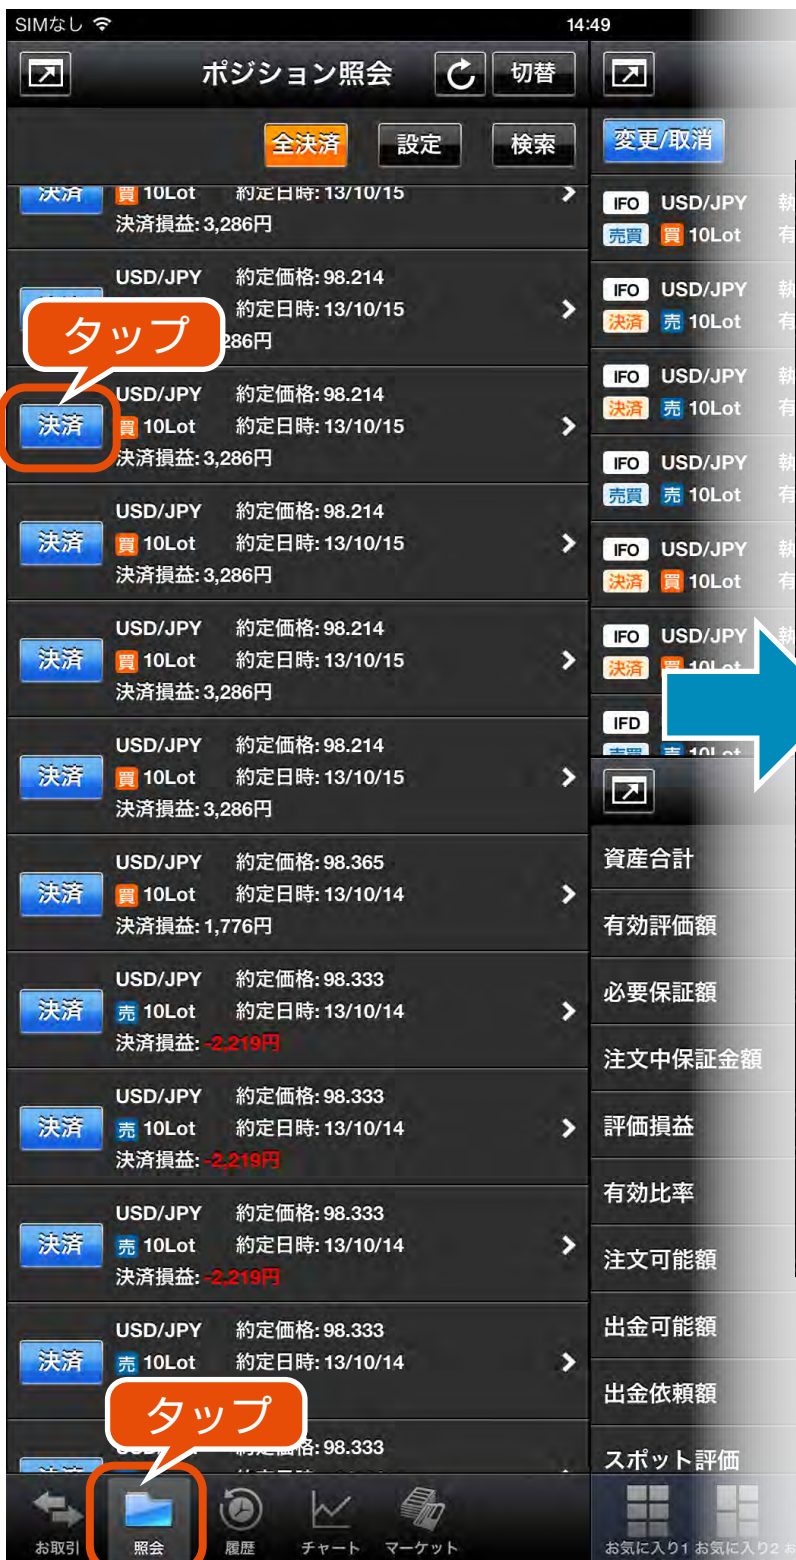 SIMなし 14:49
ポジション照会 切替
全決済 設定 検索
決済 買 10Lot 約定日時: 13/10/15
決済損益: 3,286円
USD/JPY 約定価格: 98.214
約定日時: 13/10/15
286円
タップ
USD/JPY 約定価格: 98.214
決済 買 10Lot 約定日時: 13/10/15
決済損益: 3,286円
USD/JPY 約定価格: 98.214
決済 買 10Lot 約定日時: 13/10/15
決済損益: 3,286円
USD/JPY 約定価格: 98.214
決済 買 10Lot 約定日時: 13/10/15
決済損益: 3,286円
USD/JPY 約定価格: 98.214
決済 買 10Lot 約定日時: 13/10/15
決済損益: 3,286円
USD/JPY 約定価格: 98.365
決済 買 10Lot 約定日時: 13/10/14
決済損益: 1,776円
USD/JPY 約定価格: 98.333
決済 売 10Lot 約定日時: 13/10/14
決済損益: -2,219円
USD/JPY 約定価格: 98.333
決済 売 10Lot 約定日時: 13/10/14
決済損益: -2,219円
USD/JPY 約定価格: 98.333
決済 売 10Lot 約定日時: 13/10/14
決済損益: -2,219円
USD/JPY 約定価格: 98.333
決済 売 10Lot 約定日時: 13/10/14
タップ
98.333
お取引 照会 履歴 チャート マーケット
変更/取消
IFO USD/JPY 執
売買 買 10Lot 有
IFO USD/JPY 執
決済 売 10Lot 有
IFO USD/JPY 執
決済 売 10Lot 有
IFO USD/JPY 執
売買 売 10Lot 有
IFO USD/JPY 執
決済 買 10Lot 有
IFO USD/JPY 執
決済 買 10Lot
IFD
売買 売 10Lot
資産合計
有効評価額
必要保証額
注文中保証金額
評価損益
有効比率
注文可能額
出金可能額
出金依頼額
スポット評価
お気に入り1 お気に入り2